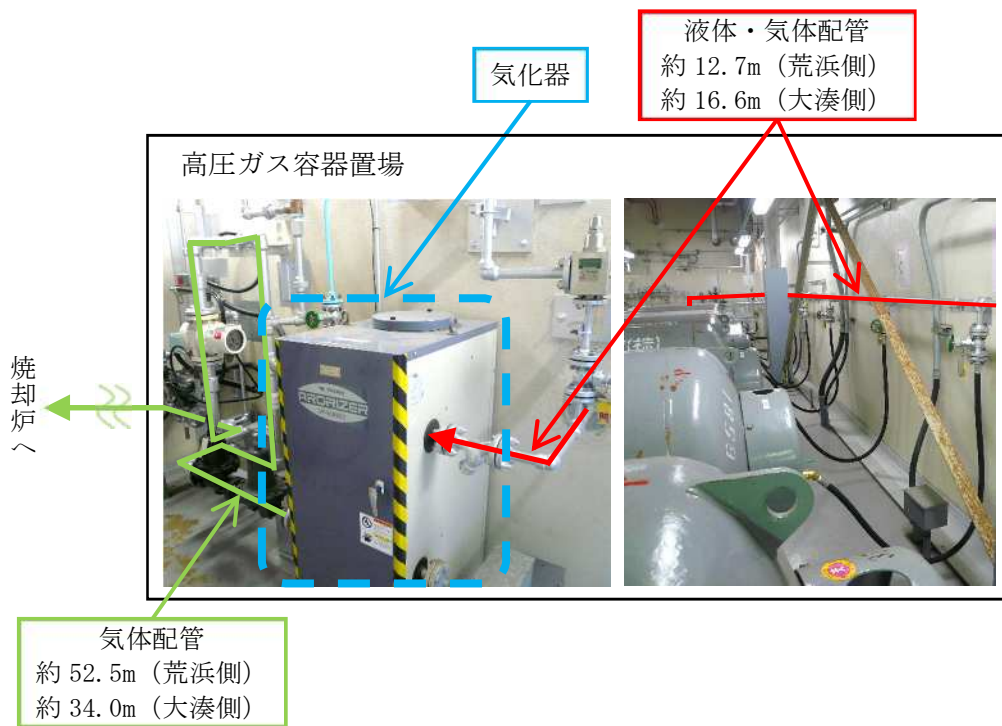 液体・気体配管
約 12.7m（荒浜側）
約 16.6m（大湊側）
気化器
高圧ガス容器置場
焼却炉へ
気体配管
約 52.5m（荒浜側）
約 34.0m（大湊側）